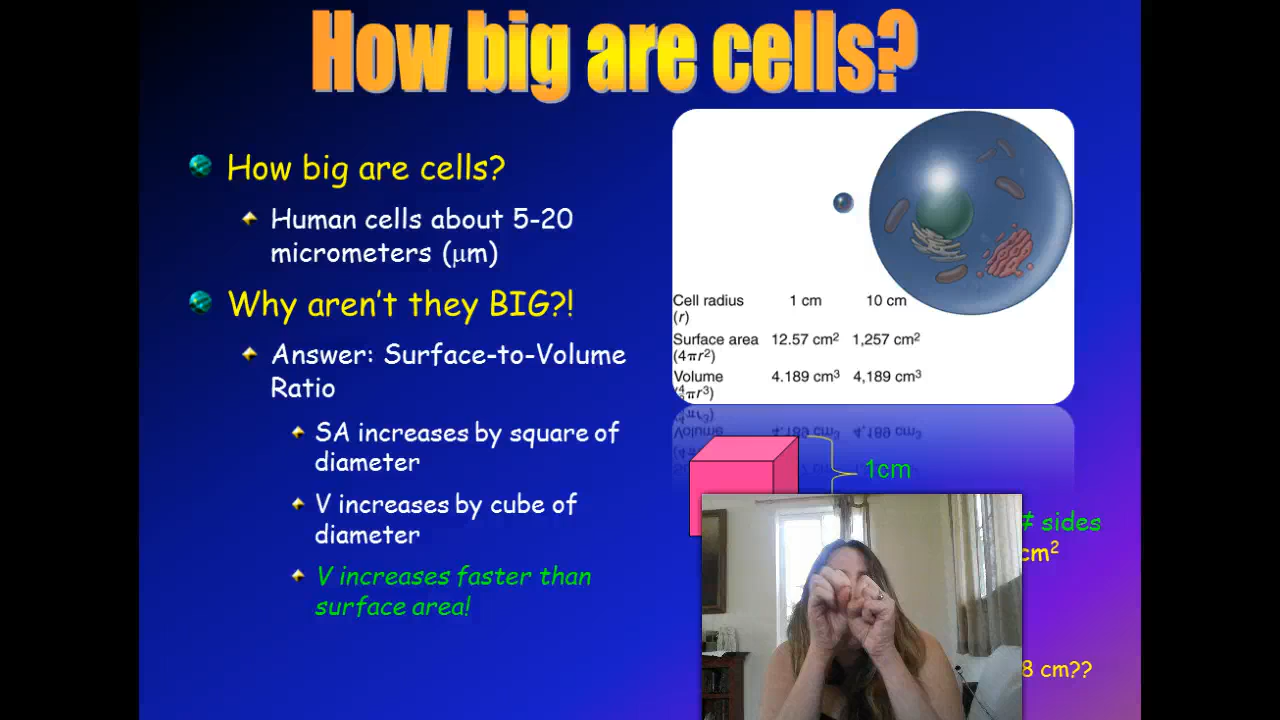 How big are cells?
How big are cells?
Human cells about 5-20
micrometers (μm)
Why aren't they BIG?!
Answer: Surface-to-Volume
Ratio
SA increases by square of
diameter
V increases by cube of
diameter
V increases faster than
surface area!
Cell radius 1 cm 10 cm
(r)
Surface area 12.57 cm² 1,257 cm²
(4πr²)
Volume 4.189 cm³ 4,189 cm³
(4/3πr³)
1cm
# sides
cm²
8 cm??